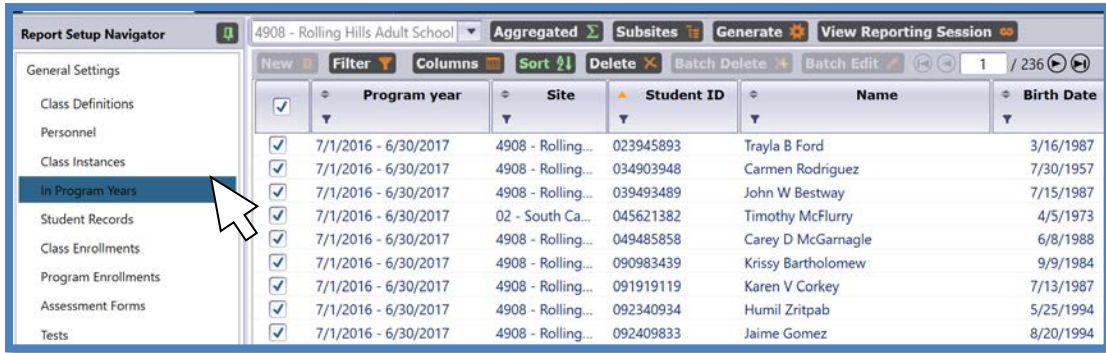 Report Setup Navigator
General Settings
Class Definitions
Personnel
Class Instances
In Program Years
Student Records
Class Enrollments
Program Enrollments
Assessment Forms
Tests
4908 - Rolling Hills Adult School Aggregated Subsites Generate View Reporting Session
New Filter Columns Sort Delete Batch Delete Batch Edit 1 / 236
Program year Site Student ID Name Birth Date
7/1/2016 - 6/30/2017 4908 - Rolling... 023945893 Trayla B Ford 3/16/1987
7/1/2016 - 6/30/2017 4908 - Rolling... 034903948 Carmen Rodriguez 7/30/1957
7/1/2016 - 6/30/2017 4908 - Rolling... 039493489 John W Bestway 7/15/1987
7/1/2016 - 6/30/2017 02 - South Ca... 045621382 Timothy McFlurry 4/5/1973
7/1/2016 - 6/30/2017 4908 - Rolling... 049485858 Carey D McGarnagle 6/8/1988
7/1/2016 - 6/30/2017 4908 - Rolling... 090983439 Krissy Bartholomew 9/9/1984
7/1/2016 - 6/30/2017 4908 - Rolling... 091919119 Karen V Corkey 7/13/1987
7/1/2016 - 6/30/2017 4908 - Rolling... 092340934 Humil Zritpab 5/25/1994
7/1/2016 - 6/30/2017 4908 - Rolling... 092409833 Jaime Gomez 8/20/1994